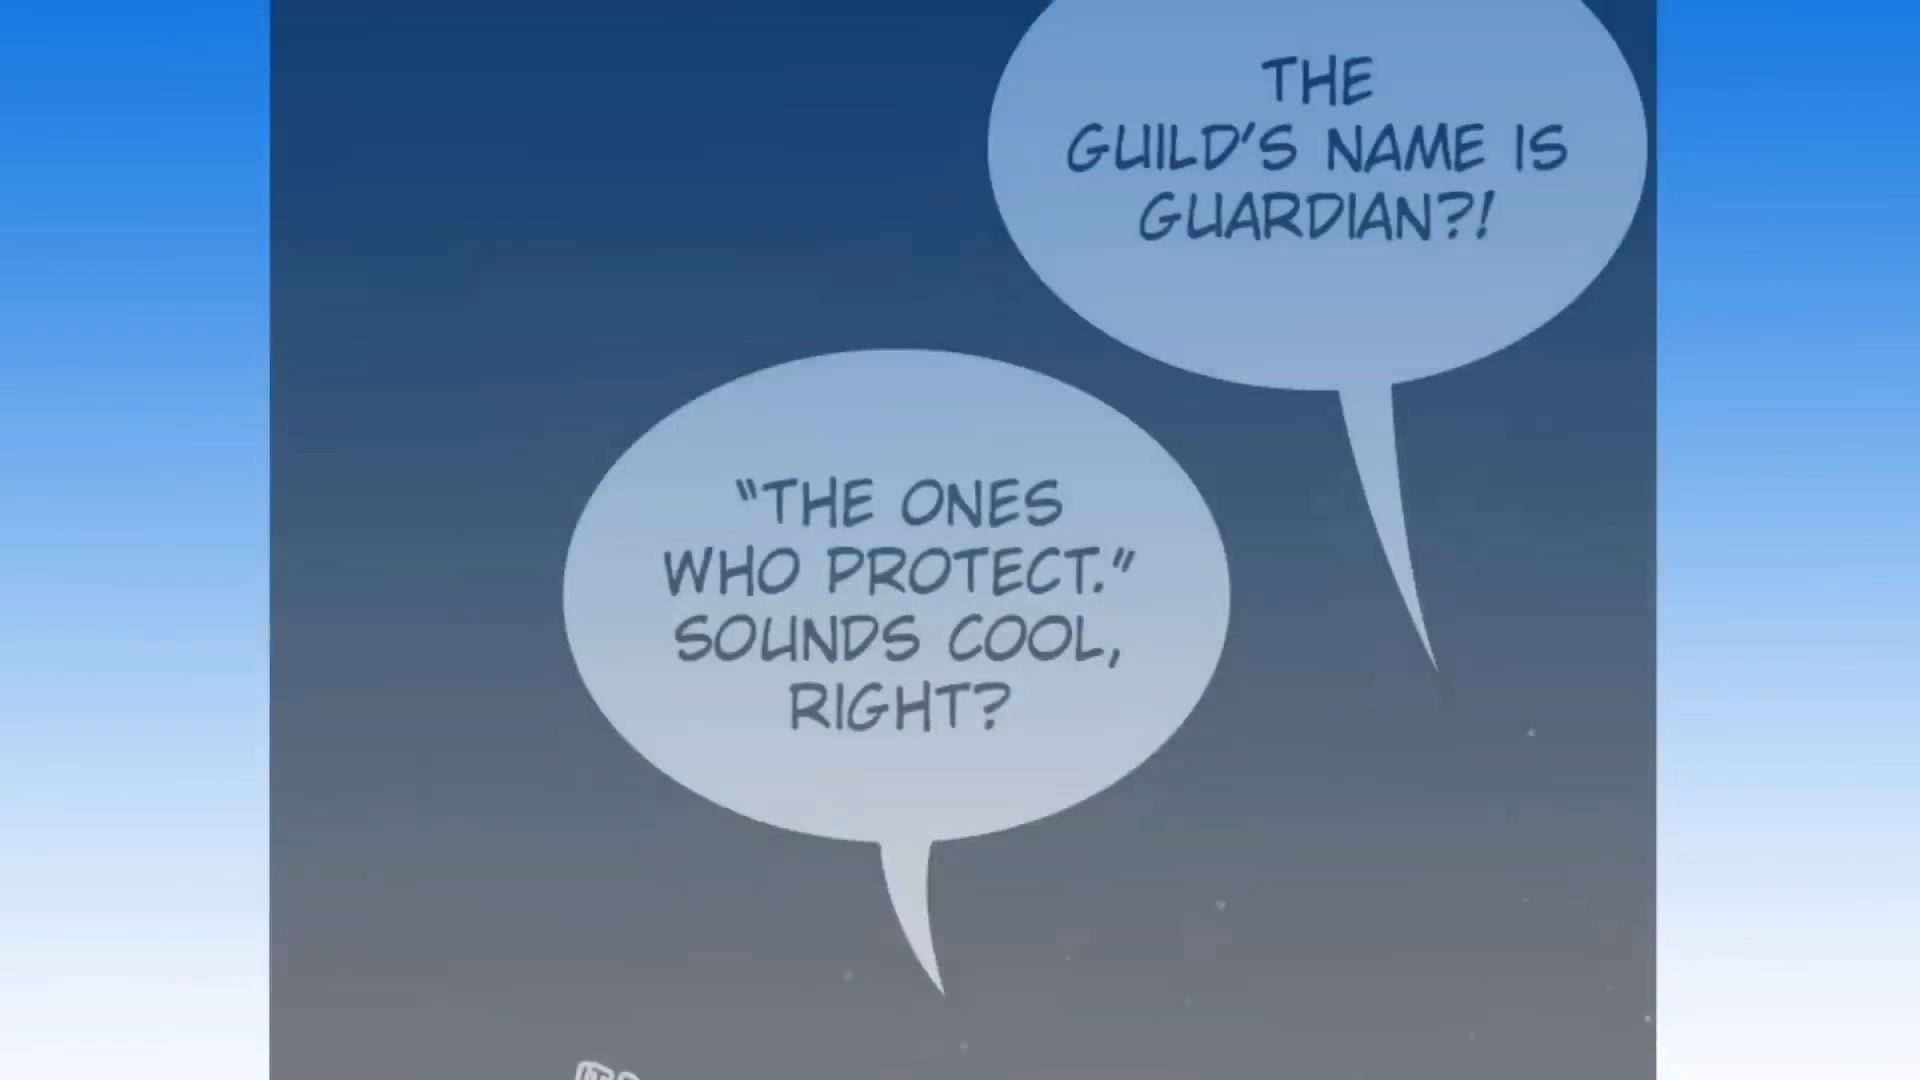 THE
GUILD'S NAME IS
GUARDIAN?!
"THE ONES
WHO PROTECT."
SOUNDS COOL,
RIGHT?